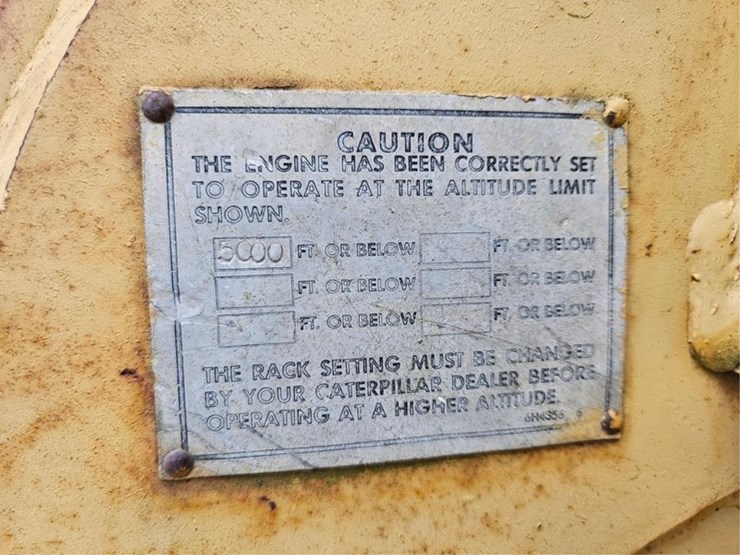 CAUTION
THE ENGINE HAS BEEN CORRECTLY SET
TO OPERATE AT THE ALTITUDE LIMIT
SHOWN.
5000 FT. OR BELOW FT. OR BELOW
FT. OR BELOW FT. OR BELOW
FT. OR BELOW FT. OR BELOW
THE RACK SETTING MUST BE CHANGED
BY YOUR CATERPILLAR DEALER BEFORE
OPERATING AT A HIGHER ALTITUDE.